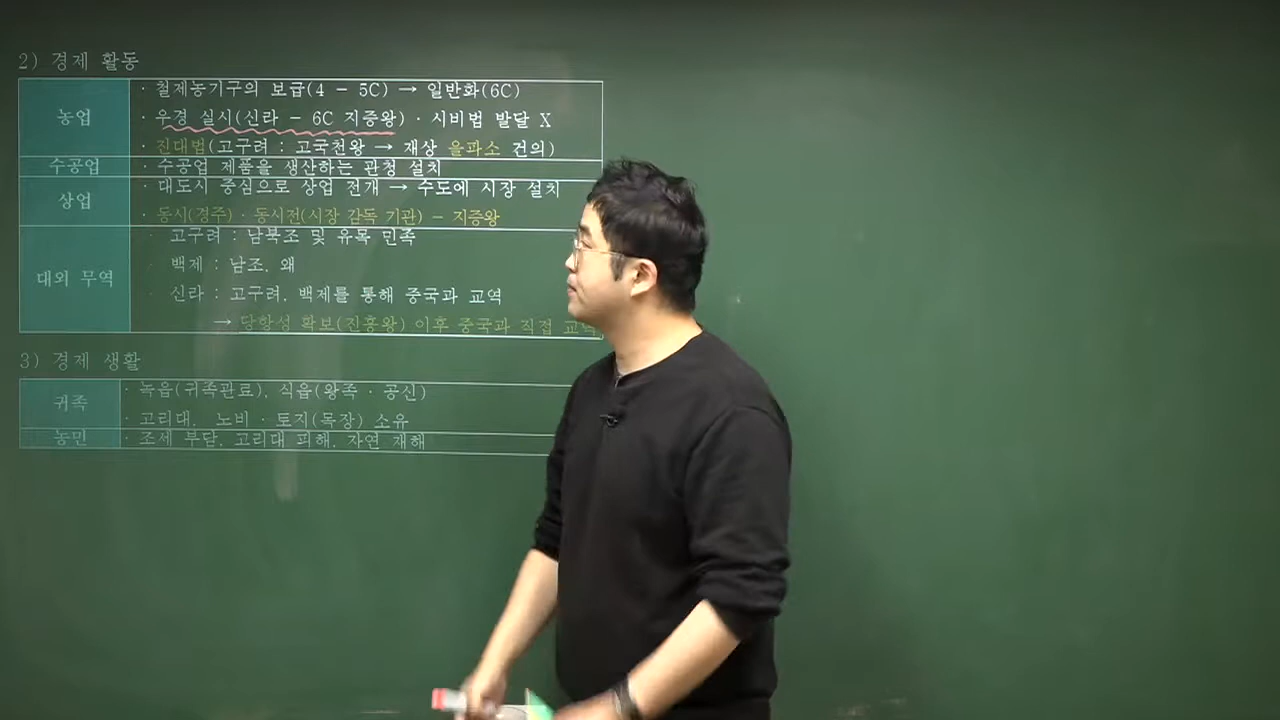 2) 경제 활동
농업
· 철제농기구의 보급(4 - 5C) → 일반화(6C)
· 우경 실시(신라 - 6C 지증왕) · 시비법 발달 X
· 진대법(고구려 : 고국천왕 → 재상 을파소 건의)
수공업
· 수공업 제품을 생산하는 관청 설치
상업
· 대도시 중심으로 상업 전개 → 수도에 시장 설치
· 동시(경주) · 동시전(시장 감독 기관) - 지증왕
대외 무역
· 고구려 : 남북조 및 유목 민족
· 백제 : 남조, 왜
· 신라 : 고구려, 백제를 통해 중국과 교역
→ 당항성 확보(진흥왕) 이후 중국과 직접 교역
3) 경제 생활
귀족
· 녹읍(귀족관료), 식읍(왕족 · 공신)
· 고리대, 노비 · 토지(목장) 소유
농민
· 조세 부담, 고리대 피해, 자연 재해